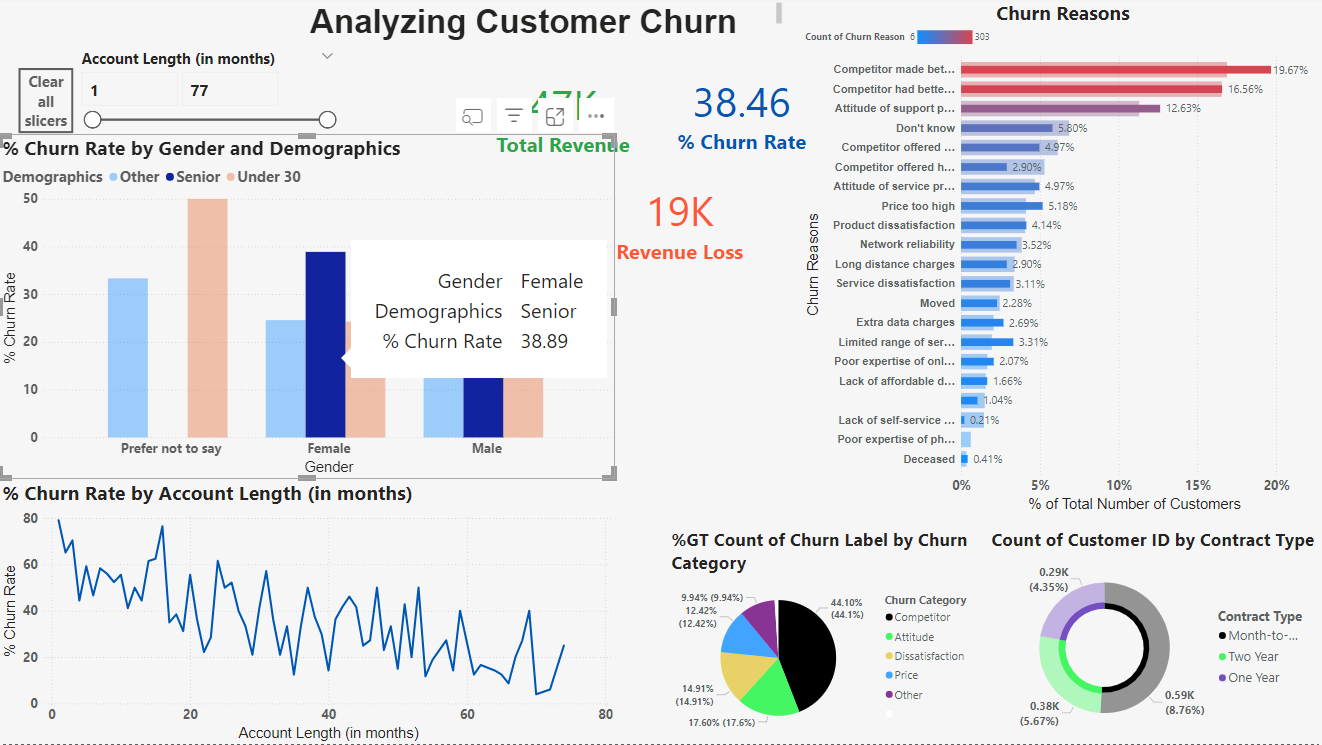 Analyzing Customer Churn
Account Length (in months)
Clear
all
slicers
1
77
47K
Total Revenue
38.46
% Churn Rate
19K
Revenue Loss
% Churn Rate by Gender and Demographics
Demographics Other Senior Under 30
50
40
30
20
10
0
% Churn Rate
Prefer not to say
Female
Male
Gender
Gender Female
Demographics Senior
% Churn Rate 38.89
% Churn Rate by Account Length (in months)
80
60
40
20
0
% Churn Rate
0 20 40 60 80
Account Length (in months)
Churn Reasons
Count of Churn Reason 6 303
Churn Reasons
Competitor made bet... 19.67%
Competitor had bette... 16.56%
Attitude of support p... 12.63%
Don't know 5.80%
Competitor offered ... 4.97%
Competitor offered h... 2.90%
Attitude of service pr... 4.97%
Price too high 5.18%
Product dissatisfaction 4.14%
Network reliability 3.52%
Long distance charges 2.90%
Service dissatisfaction 3.11%
Moved 2.28%
Extra data charges 2.69%
Limited range of ser... 3.31%
Poor expertise of onl... 2.07%
Lack of affordable d... 1.66%
1.04%
Lack of self-service ... 0.21%
Poor expertise of ph...
Deceased 0.41%
0% 5% 10% 15% 20%
% of Total Number of Customers
%GT Count of Churn Label by Churn
Category
9.94% (9.94%)
12.42%
(12.42%)
14.91%
(14.91%)
17.60% (17.6%)
44.10%
(44.1%)
Churn Category
Competitor
Attitude
Dissatisfaction
Price
Other
Count of Customer ID by Contract Type
0.29K
(4.35%)
0.38K
(5.67%)
0.59K
(8.76%)
Contract Type
Month-to-...
Two Year
One Year